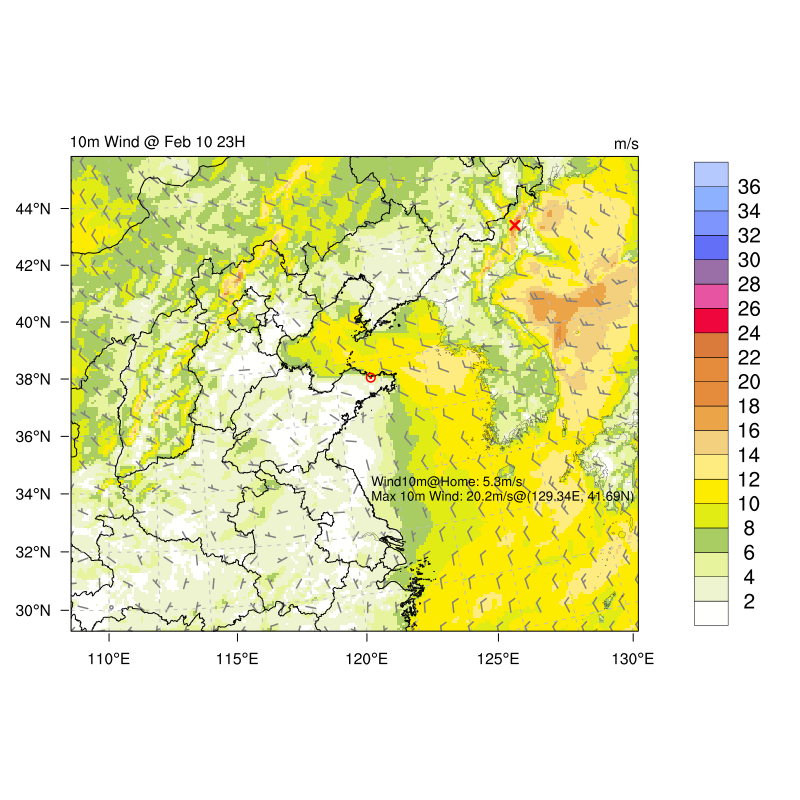 10m Wind @ Feb 10 23H
m/s
44°N
42°N
40°N
38°N
36°N
34°N
32°N
30°N
110°E
115°E
120°E
125°E
130°E
Wind10m@Home: 5.3m/s
Max 10m Wind: 20.2m/s@(129.34E, 41.69N)
36
34
32
30
28
26
24
22
20
18
16
14
12
10
8
6
4
2